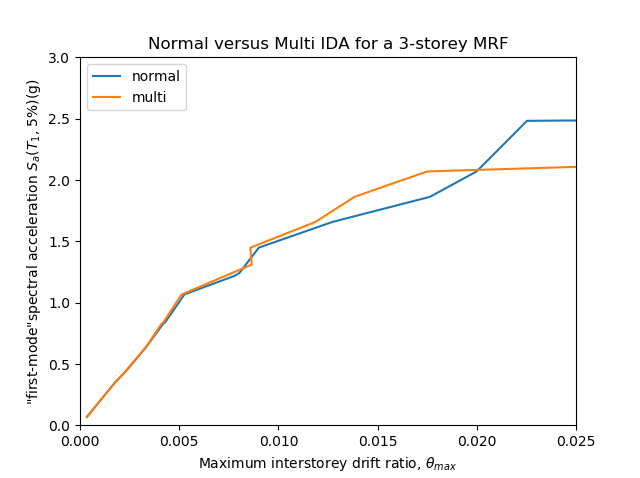 Normal versus Multi IDA for a 3-storey MRF
normal
multi
3.0
2.5
2.0
1.5
1.0
0.5
0.0
"first-mode"spectral acceleration Sₐ(T₁, 5%)(g)
0.000 0.005 0.010 0.015 0.020 0.025
Maximum interstorey drift ratio, θmax